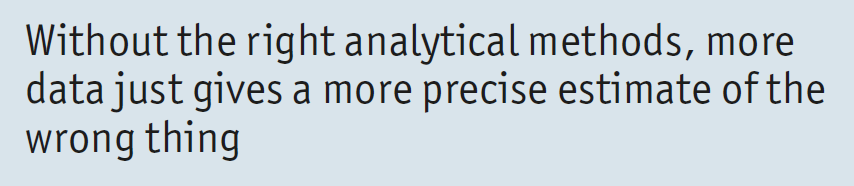 Without the right analytical methods, more
data just gives a more precise estimate of the
wrong thing